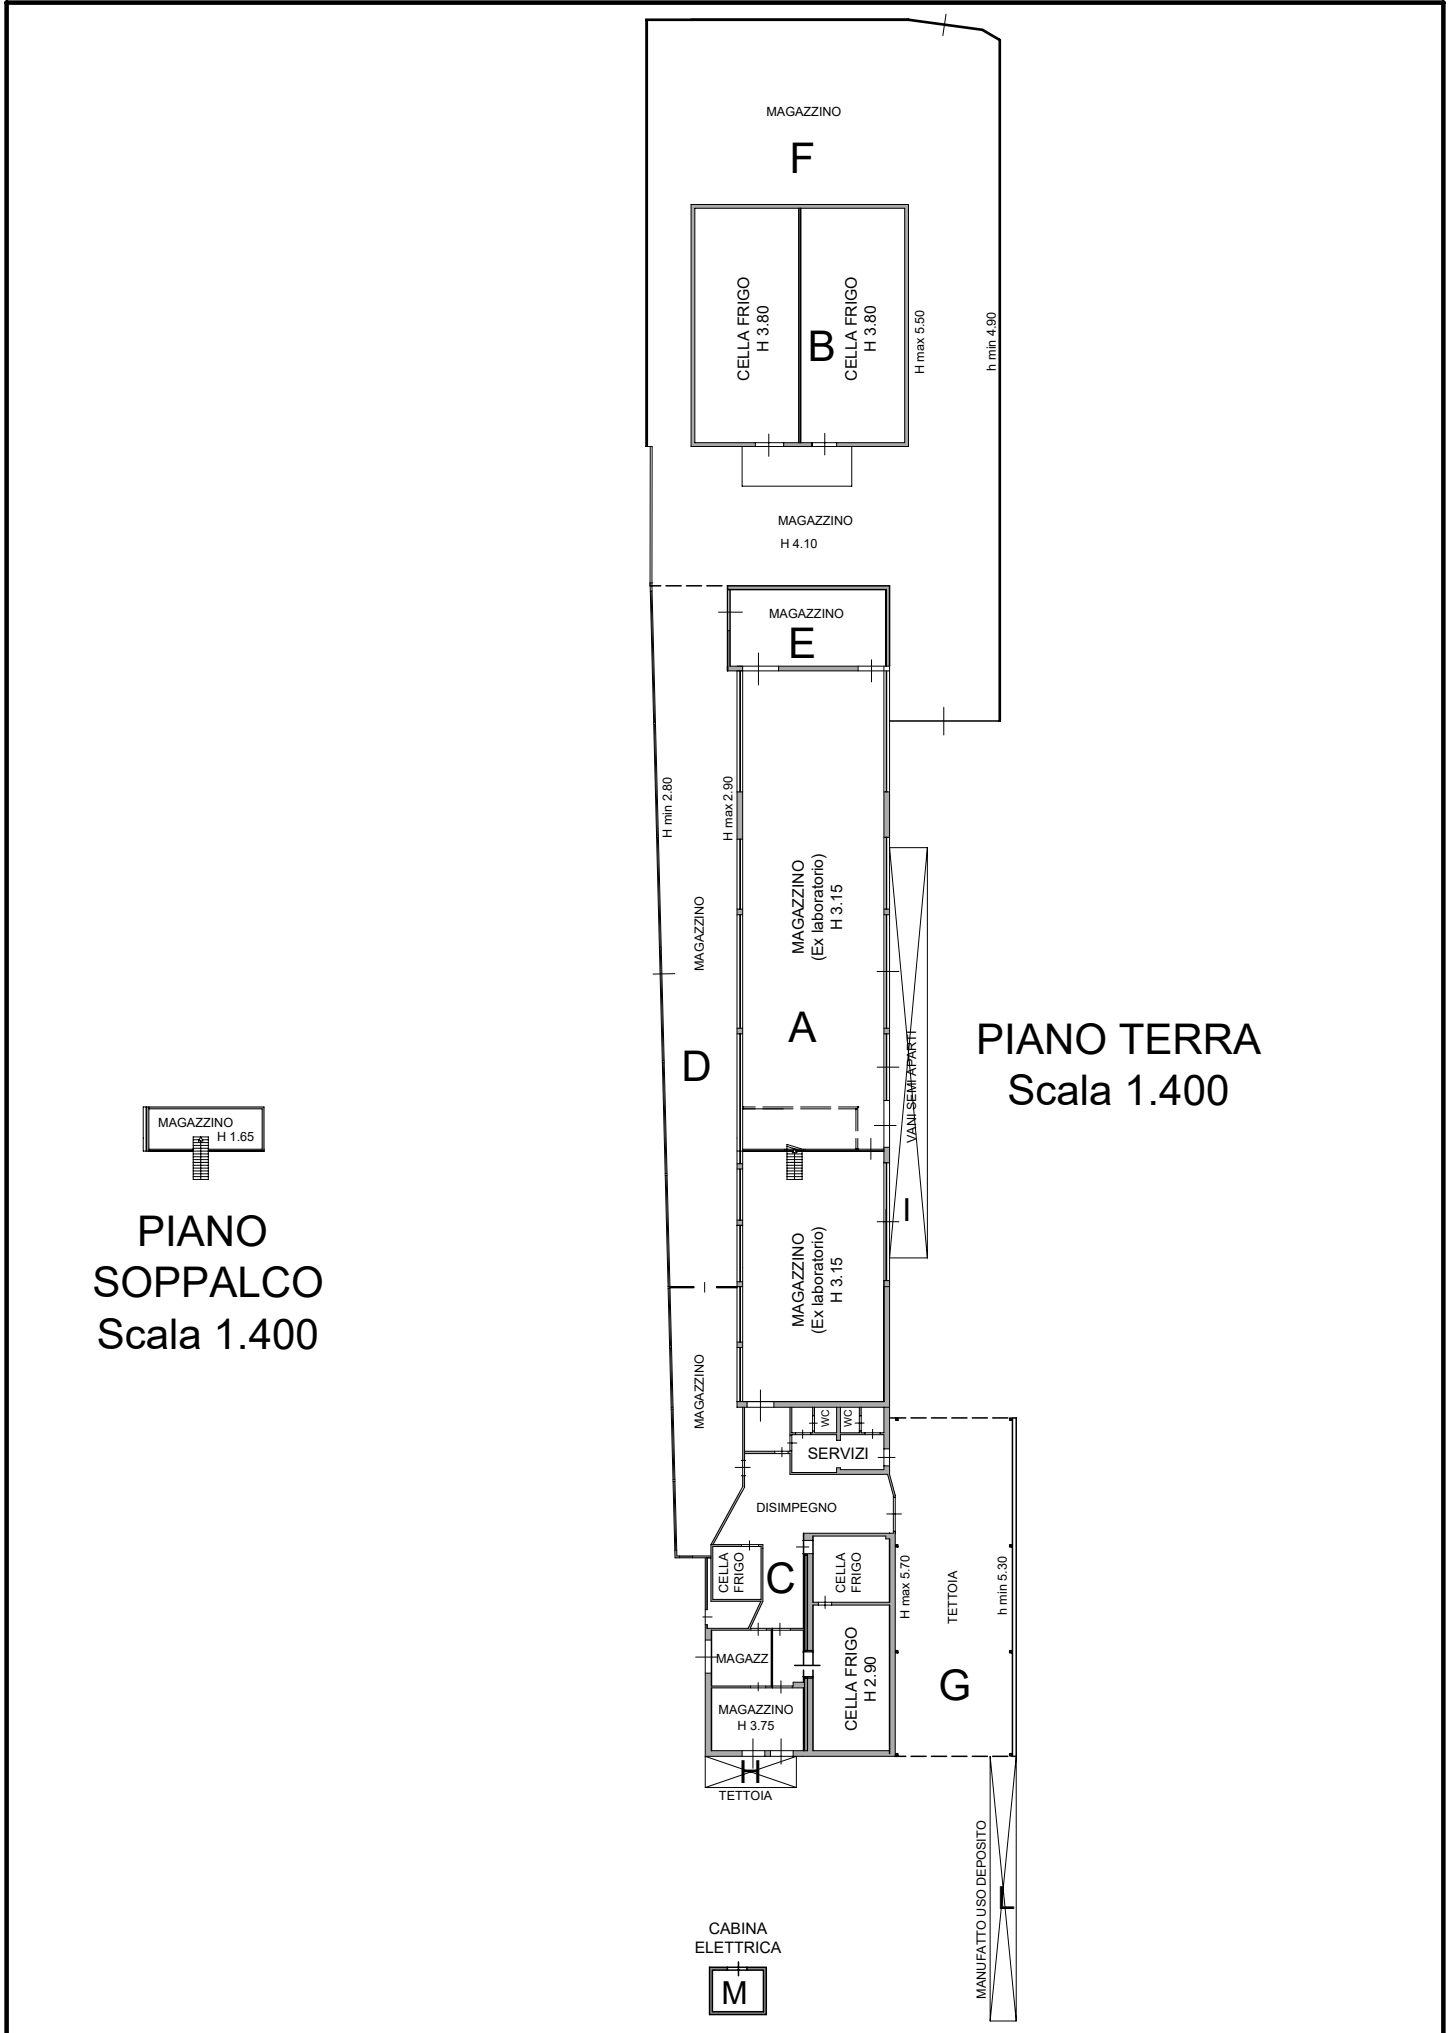 MAGAZZINO
F
CELLA FRIGO
H 3.80
B
CELLA FRIGO
H 3.80
H max 5.50
h min 4.90
MAGAZZINO
H 4.10
MAGAZZINO
E
H min 2.80
H max 2.90
MAGAZZINO
(Ex laboratorio)
H 3.15
MAGAZZINO
A
D
VANI SEMI APARTI
I
PIANO TERRA
Scala 1.400
MAGAZZINO
H 1.65
PIANO
SOPPALCO
Scala 1.400
MAGAZZINO
(Ex laboratorio)
H 3.15
MAGAZZINO
WC
WC
SERVIZI
DISIMPEGNO
CELLA
FRIGO
C
CELLA
FRIGO
H max 5.70
TETTOIA
h min 5.30
MAGAZZ
CELLA FRIGO
H 2.90
G
MAGAZZINO
H 3.75
H
TETTOIA
MANUFATTO USO DEPOSITO
L
CABINA
ELETTRICA
M